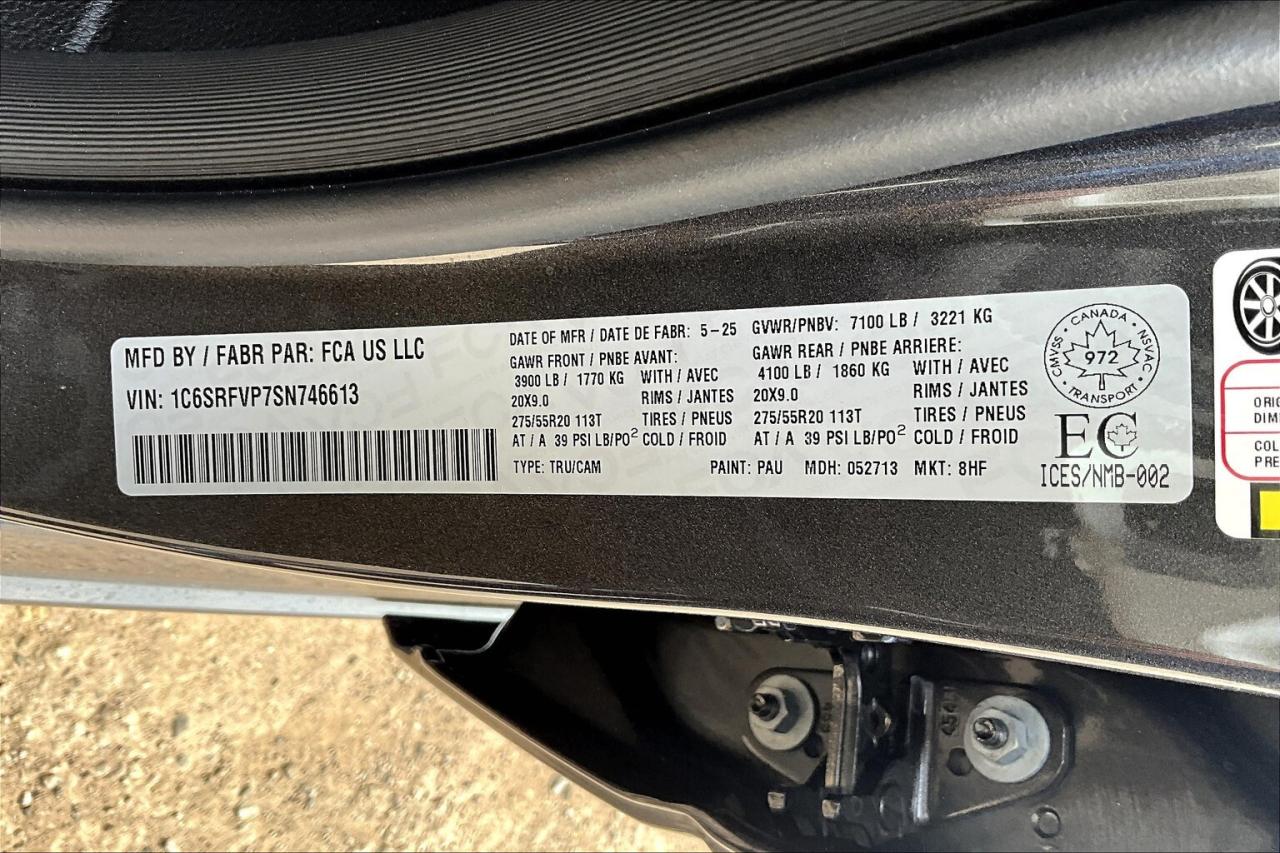 MFD BY / FABR PAR: FCA US LLC
VIN: 1C6SRFVP7SN746613
DATE OF MFR / DATE DE FABR: 5-25 GVWR/PNBV: 7100 LB / 3221 KG
GAWR FRONT / PNBE AVANT: GAWR REAR / PNBE ARRIERE:
3900 LB / 1770 KG WITH / AVEC 4100 LB / 1860 KG WITH / AVEC
20X9.0 RIMS / JANTES 20X9.0 RIMS / JANTES
275/55R20 113T TIRES / PNEUS 275/55R20 113T TIRES / PNEUS
AT / A 39 PSI LB/PO² COLD / FROID AT / A 39 PSI LB/PO² COLD / FROID
TYPE: TRU/CAM PAINT: PAU MDH: 052713 MKT: 8HF
CANADA
CMVSS 972 NSVAC
TRANSPORT
EC
ICES/NMB-002
ORIG
DIM
COL
PRE